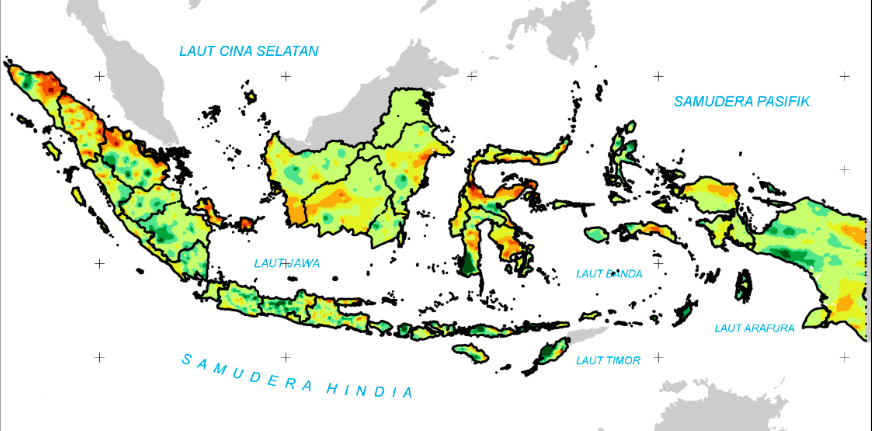 LAUT CINA SELATAN
SAMUDERA PASIFIK
LAUT JAWA
LAUT BANDA
LAUT ARAFURA
LAUT TIMOR
SAMUDERA HINDIA